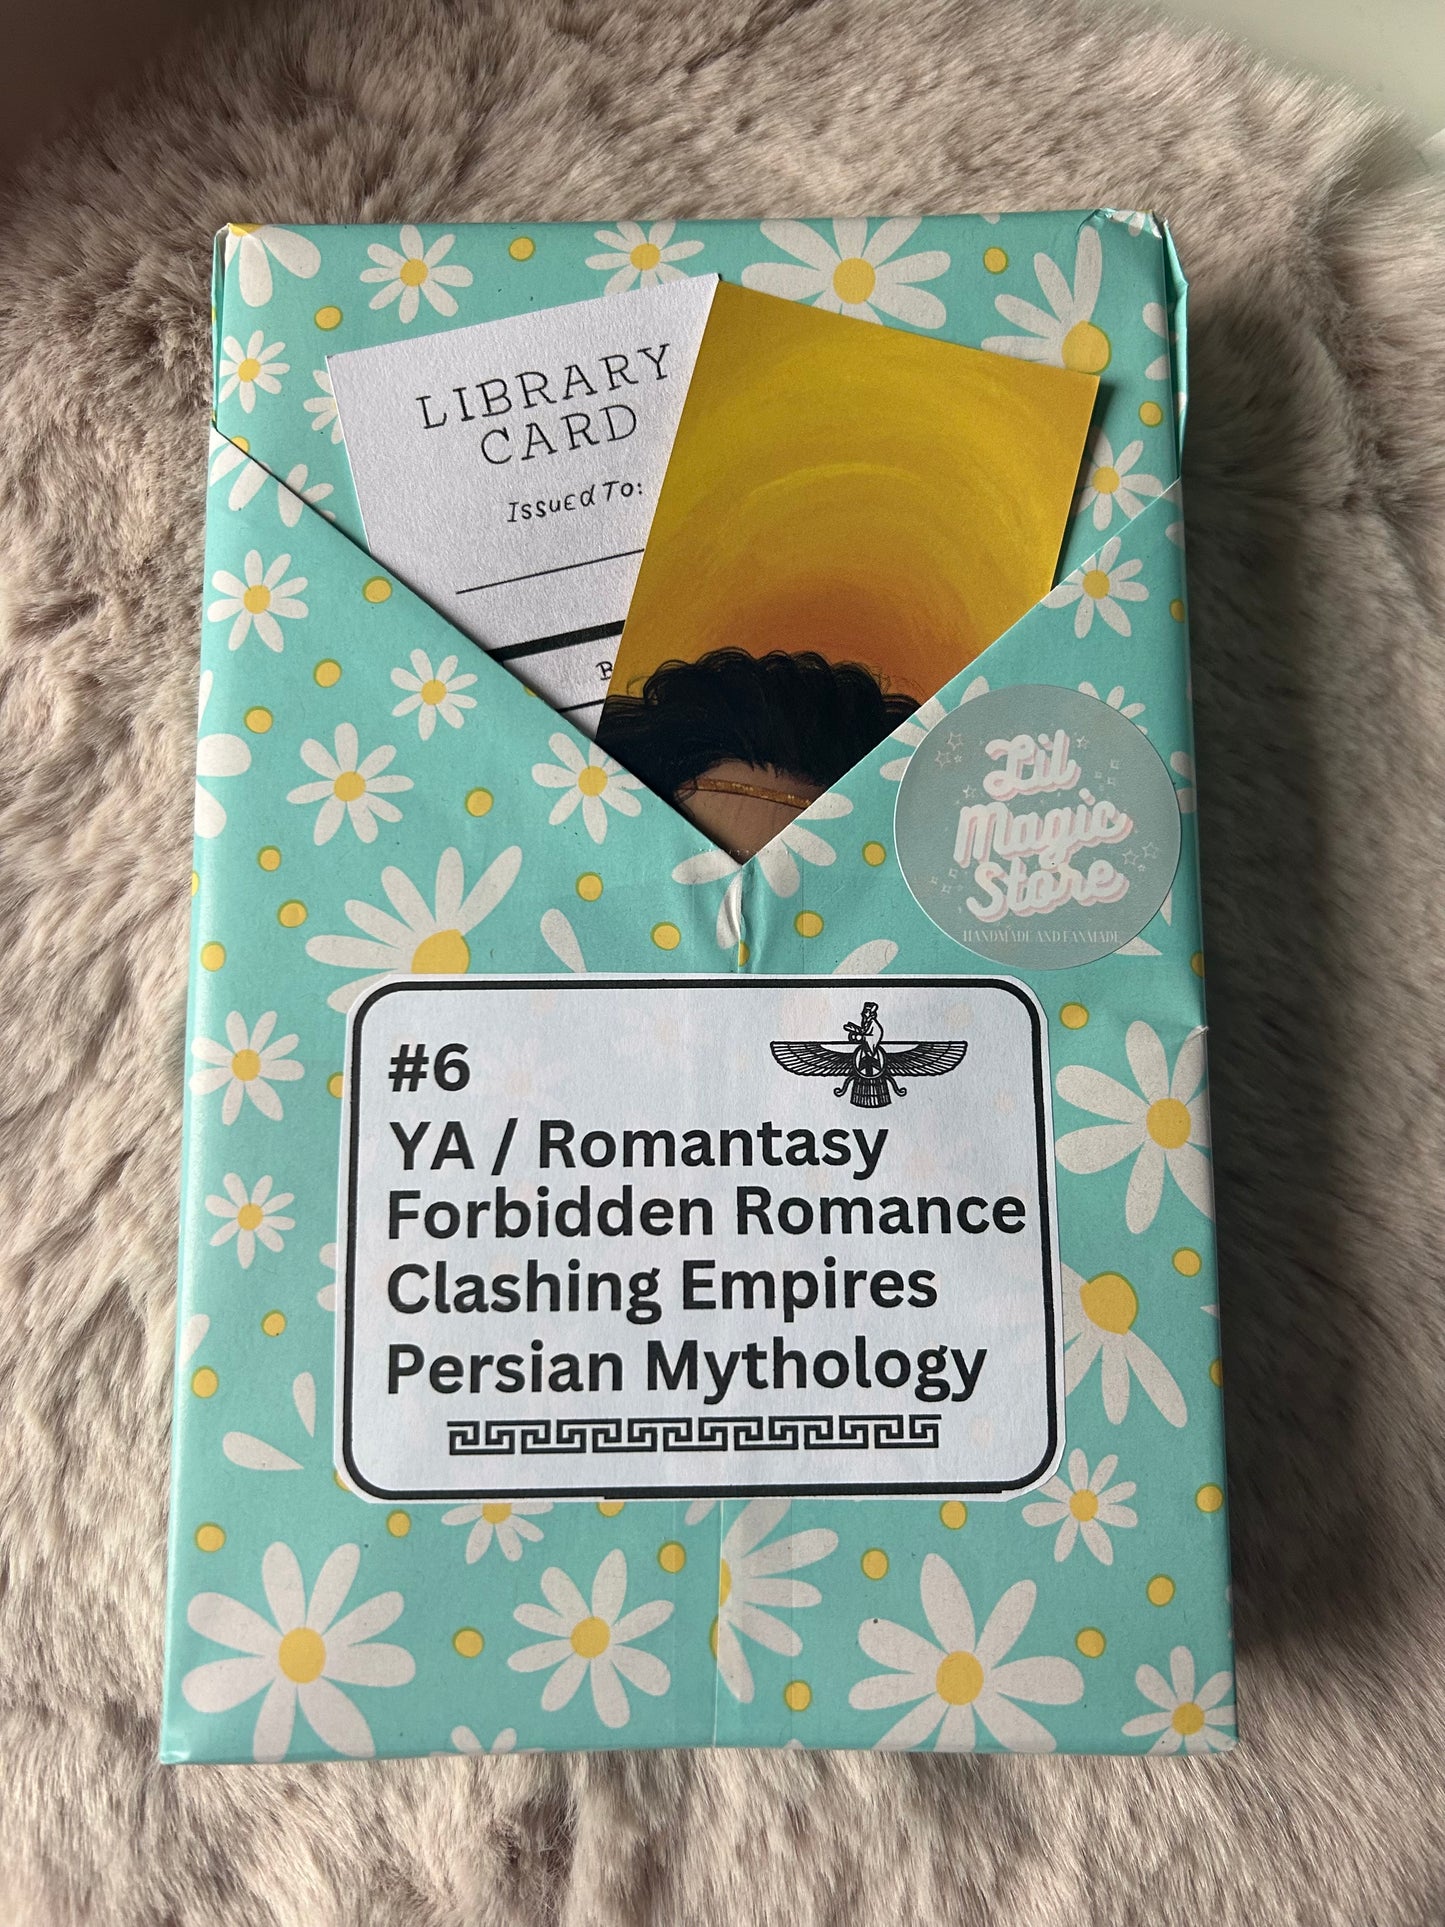 LIBRARY
CARD
Issued To:
B
Lil
Magic
Store
HANDMADE AND FANMADE
#6
YA / Romantasy
Forbidden Romance
Clashing Empires
Persian Mythology